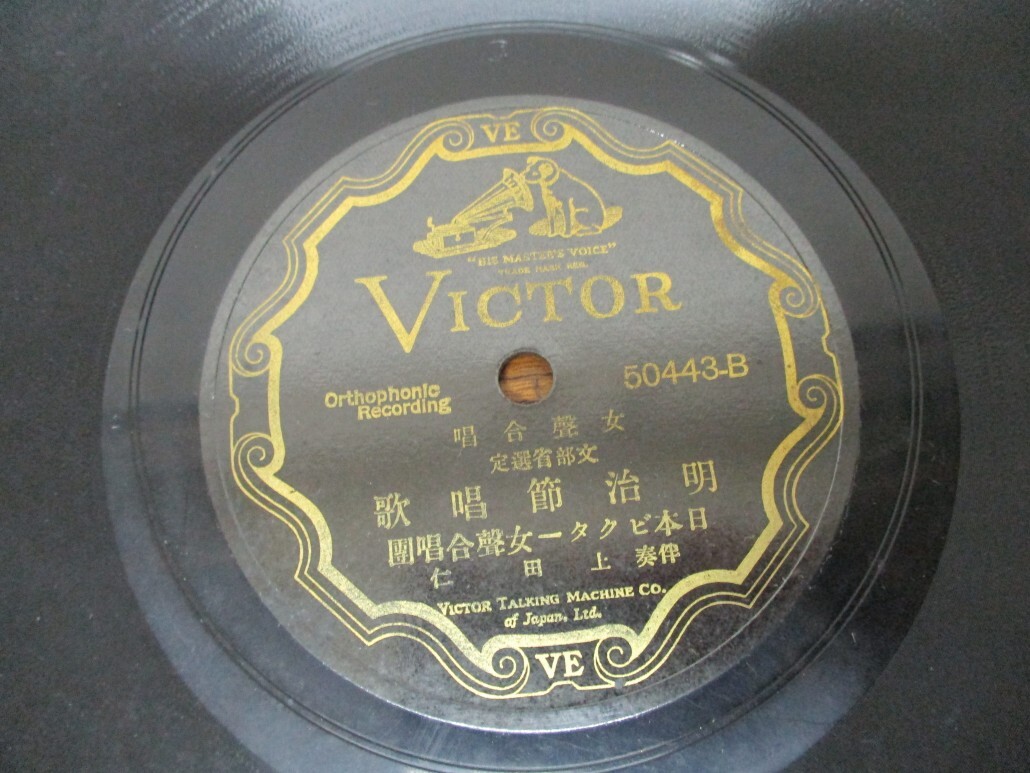 VE
"HIS MASTER'S VOICE"
TRADE MARK REG.
VICTOR
Orthophonic
Recording
50443-B
女聲合唱
文部省選定
明治節唱歌
日本ビクター女聲合唱團
伴奏 上田仁
VICTOR TALKING MACHINE CO.
of Japan, Ltd.
VE